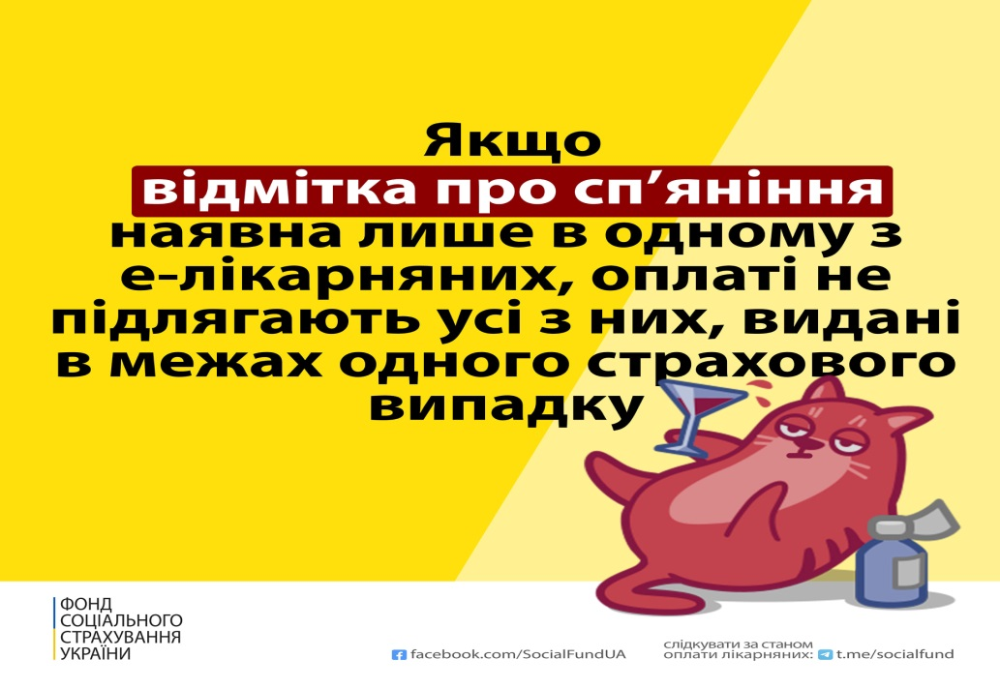 Якщо
відмітка про сп’яніння
наявна лише в одному з
е-лікарняних, оплаті не
підлягають усі з них, видані
в межах одного страхового
випадку
ФОНД
СОЦІАЛЬНОГО
СТРАХУВАННЯ
УКРАЇНИ
facebook.com/SocialFundUA
слідкувати за станом
оплати лікарняних: t.me/socialfund